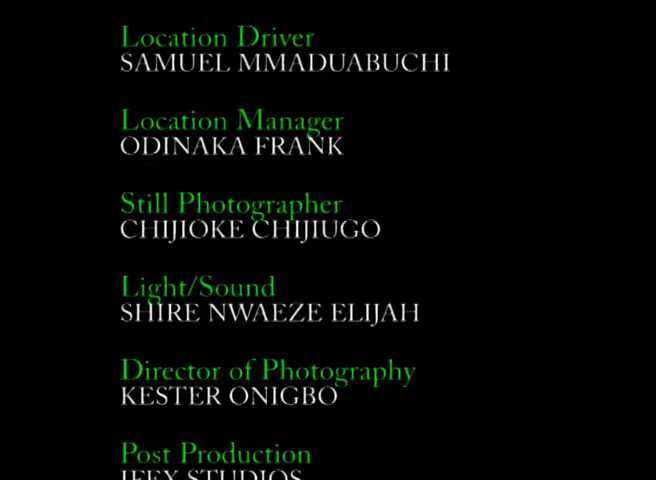 Location Driver
SAMUEL MMADUABUCHI
Location Manager
ODINAKA FRANK
Still Photographer
CHIJIOKE CHIJIUGO
Light/Sound
SHIRE NWAEZE ELIJAH
Director of Photography
KESTER ONIGBO
Post Production
STUDIOS